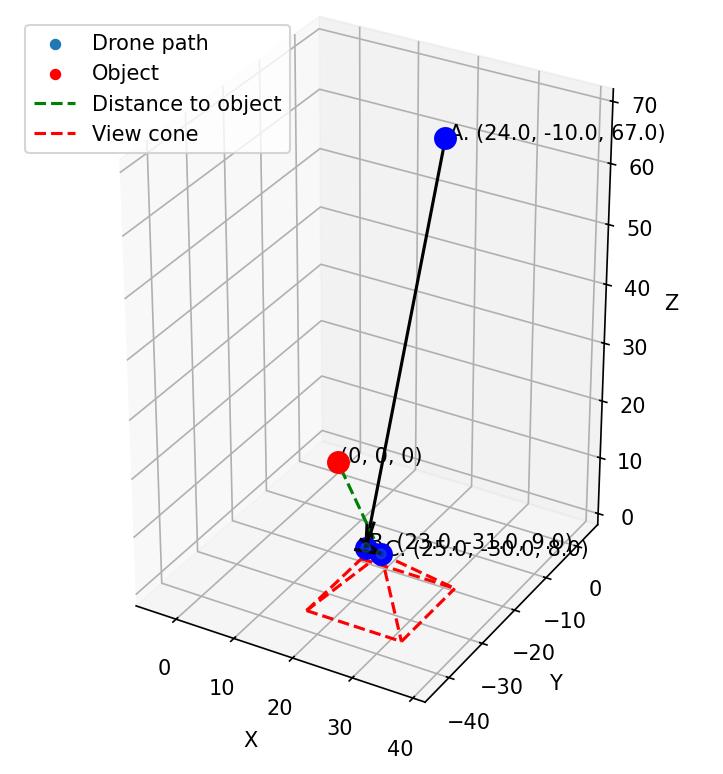 Drone path
Object
Distance to object
View cone
A. (24.0, -10.0, 67.0)
(0, 0, 0)
B. (23.0, -31.0, 9.0)
C. (25.0, -30.0, 8.0)
70
60
50
40
30
20
10
0
Z
0
−10
−20
−30
−40
Y
0
10
20
30
40
X